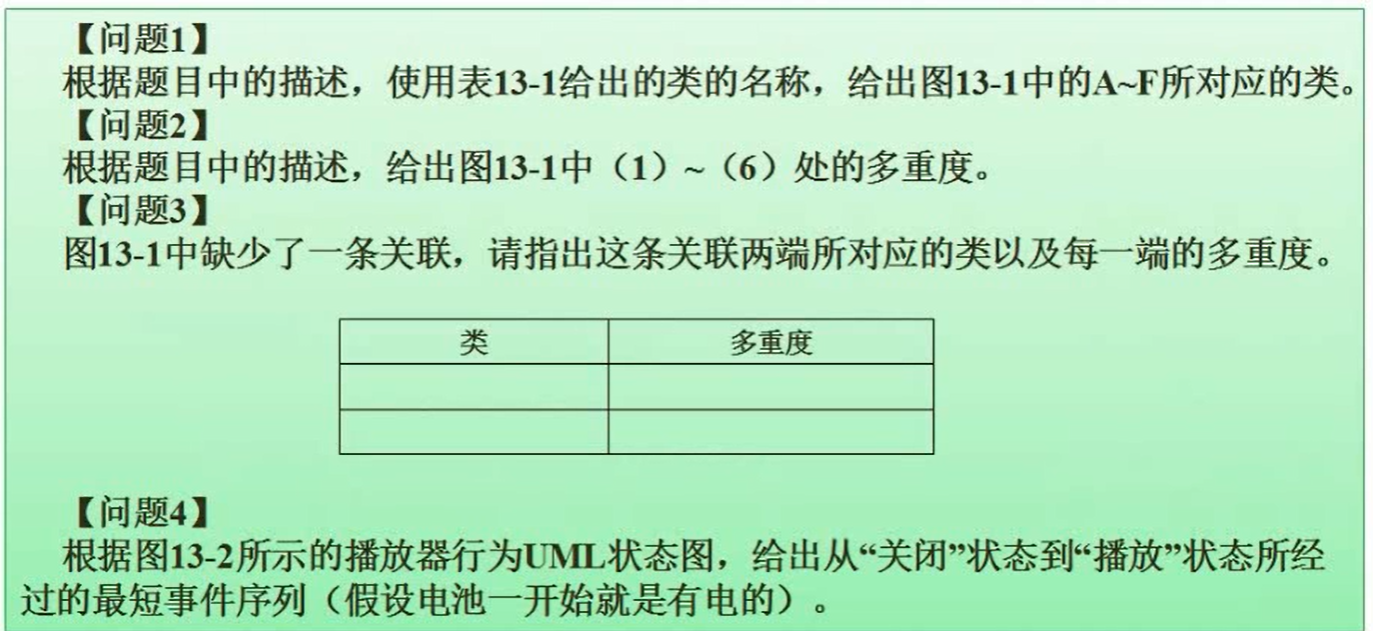 【问题1】
根据题目中的描述，使用表13-1给出的类的名称，给出图13-1中的A~F所对应的类。
【问题2】
根据题目中的描述，给出图13-1中（1）~（6）处的多重度。
【问题3】
图13-1中缺少了一条关联，请指出这条关联两端所对应的类以及每一端的多重度。
类 多重度
【问题4】
根据图13-2所示的播放器行为UML状态图，给出从“关闭”状态到“播放”状态所经
过的最短事件序列（假设电池一开始就是有电的）。